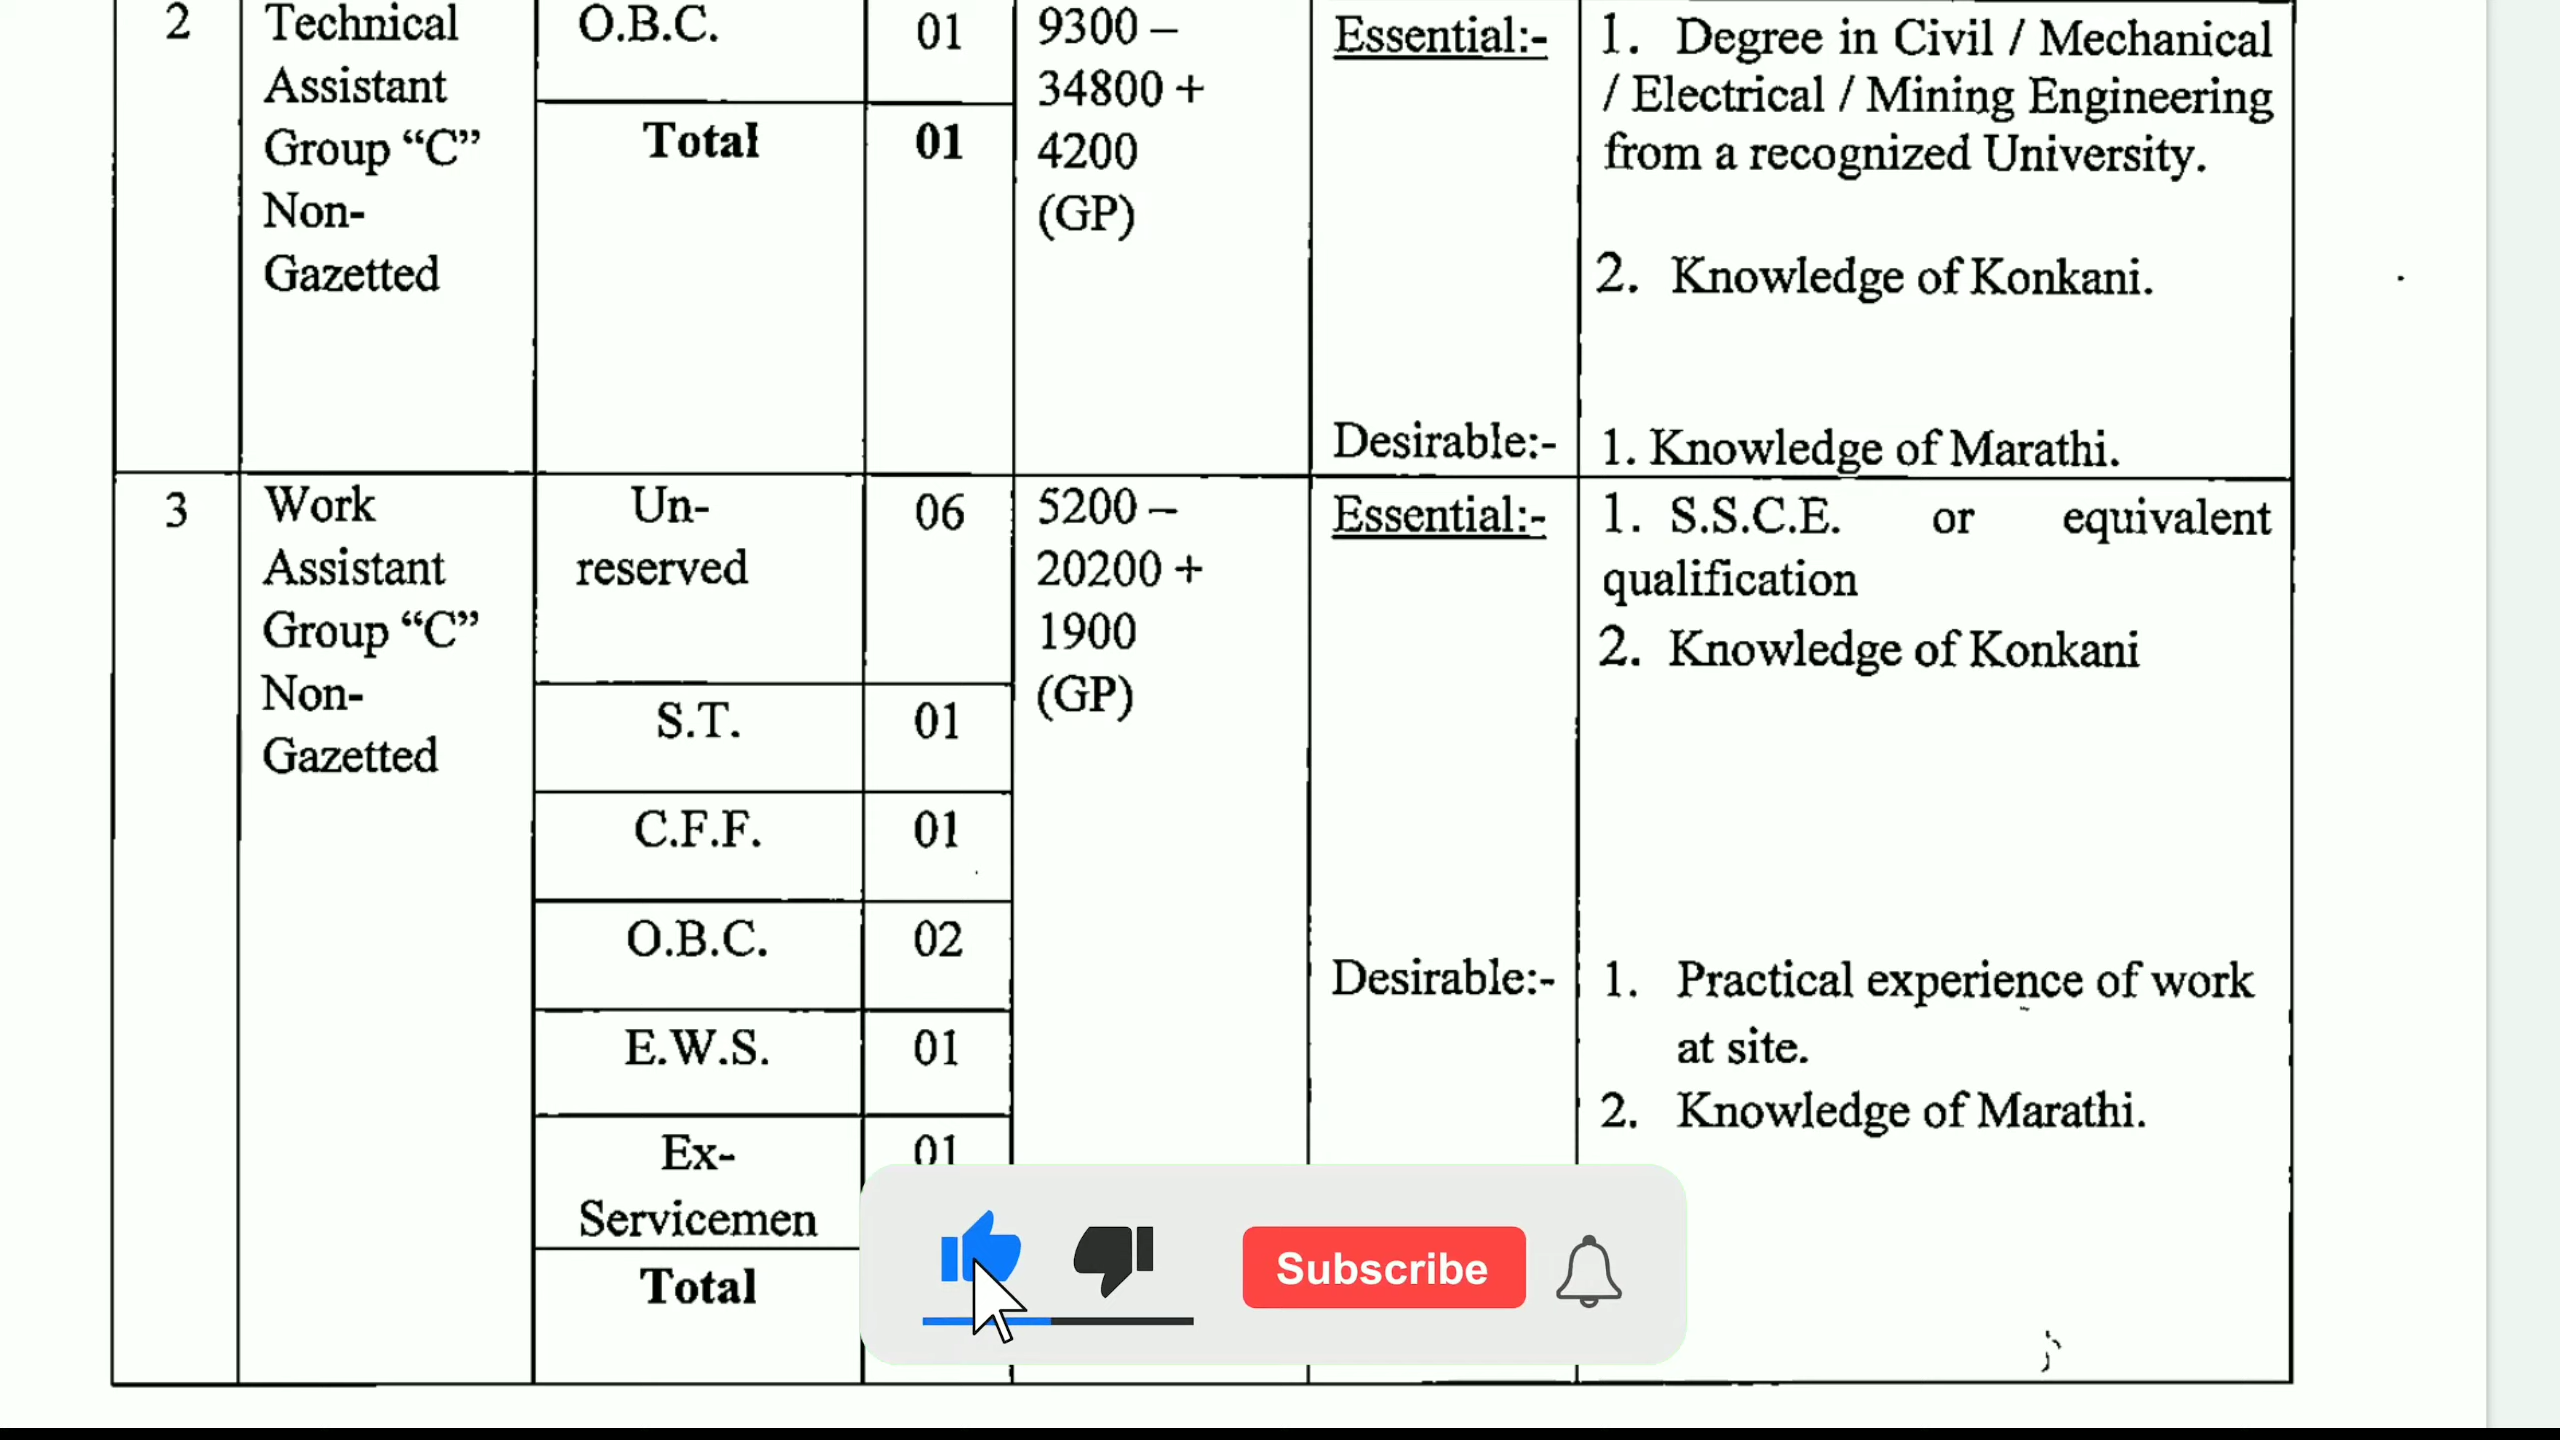 2
Technical
Assistant
Group “C”
Non-
Gazetted
O.B.C.
01
Total
01
9300 –
34800 +
4200
(GP)
Essential:-
1. Degree in Civil / Mechanical
/ Electrical / Mining Engineering
from a recognized University.
2. Knowledge of Konkani.
Desirable:-
1. Knowledge of Marathi.
3
Work
Assistant
Group “C”
Non-
Gazetted
Un-
reserved
06
S.T.
01
C.F.F.
01
O.B.C.
02
E.W.S.
01
Ex-
Servicemen
01
Total
5200 –
20200 +
1900
(GP)
Essential:-
1. S.S.C.E. or equivalent
qualification
2. Knowledge of Konkani
Desirable:-
1. Practical experience of work
at site.
2. Knowledge of Marathi.
Subscribe